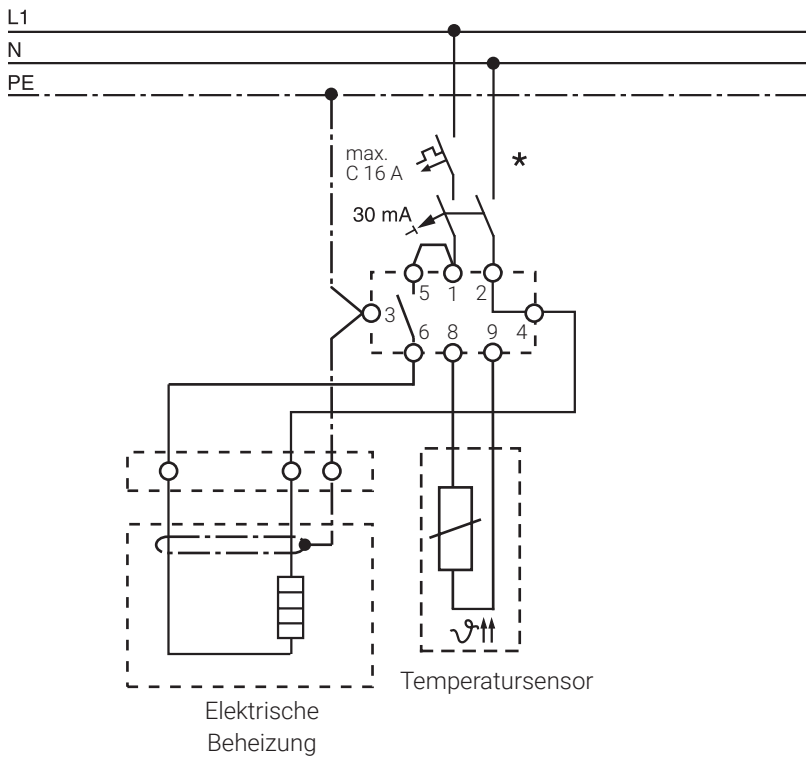 L1
N
PE
max.
C 16 A
*
30 mA
5 1 2
3
6 8 9 4
ϑ
Temperatursensor
Elektrische
Beheizung